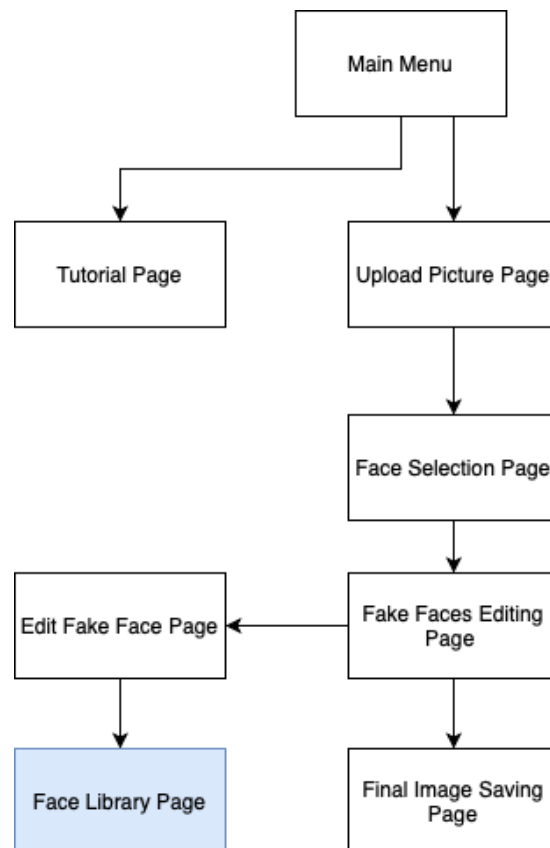 Main Menu
Tutorial Page
Upload Picture Page
Face Selection Page
Edit Fake Face Page
Fake Faces Editing
Page
Face Library Page
Final Image Saving
Page